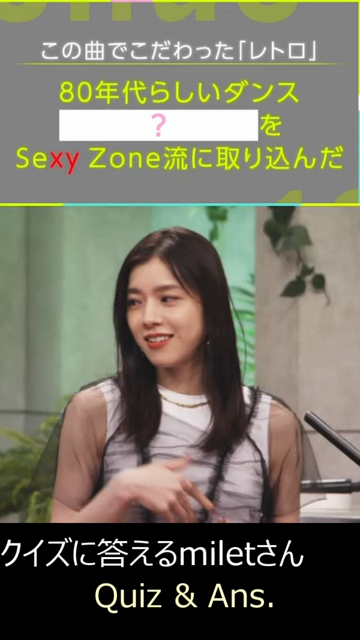 この曲でこだわった「レトロ」
80年代らしいダンス
?を
Sexy Zone流に取り込んだ
クイズに答えるmiletさん
Quiz & Ans.